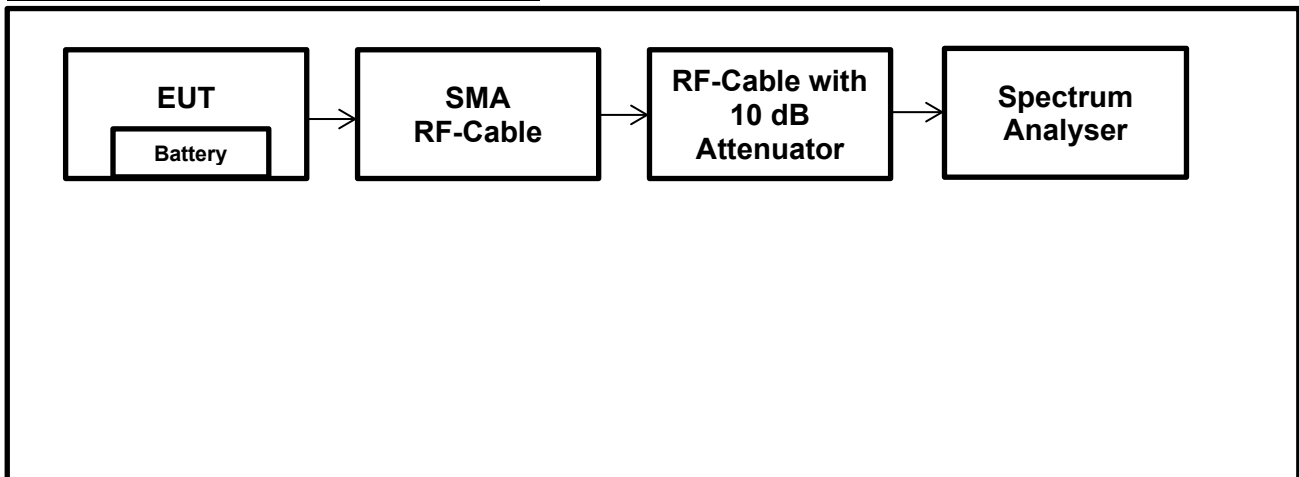 EUT
Battery
SMA
RF-Cable
RF-Cable with
10 dB
Attenuator
Spectrum
Analyser